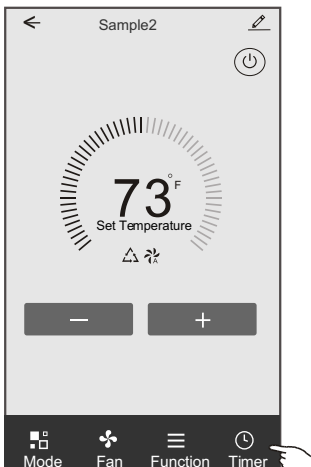 Sample2
73°F
Set Temperature
A
— +
Mode Fan Function Timer